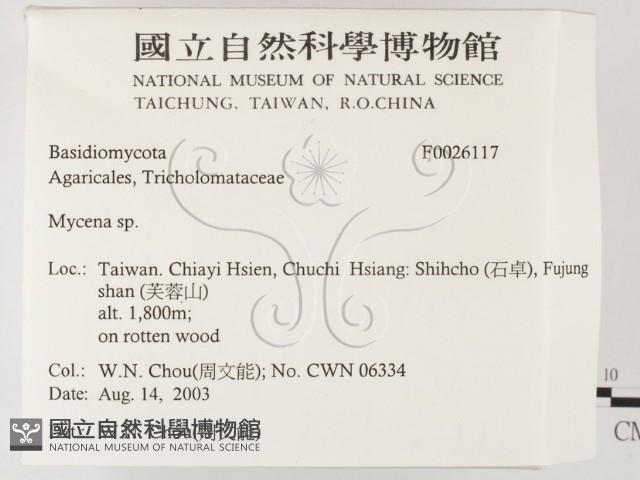 國立自然科學博物館
NATIONAL MUSEUM OF NATURAL SCIENCE
TAICHUNG, TAIWAN, R.O.CHINA
Basidiomycota F0026117
Agaricales, Tricholomataceae
Mycena sp.
Loc.: Taiwan. Chiayi Hsien, Chuchi Hsiang: Shihcho (石卓), Fujung
shan (芙蓉山)
alt. 1,800m;
on rotten wood
Col.: W.N. Chou(周文能); No. CWN 06334
Date: Aug. 14, 2003
國立自然科學博物館
NATIONAL MUSEUM OF NATURAL SCIENCE
10
CM